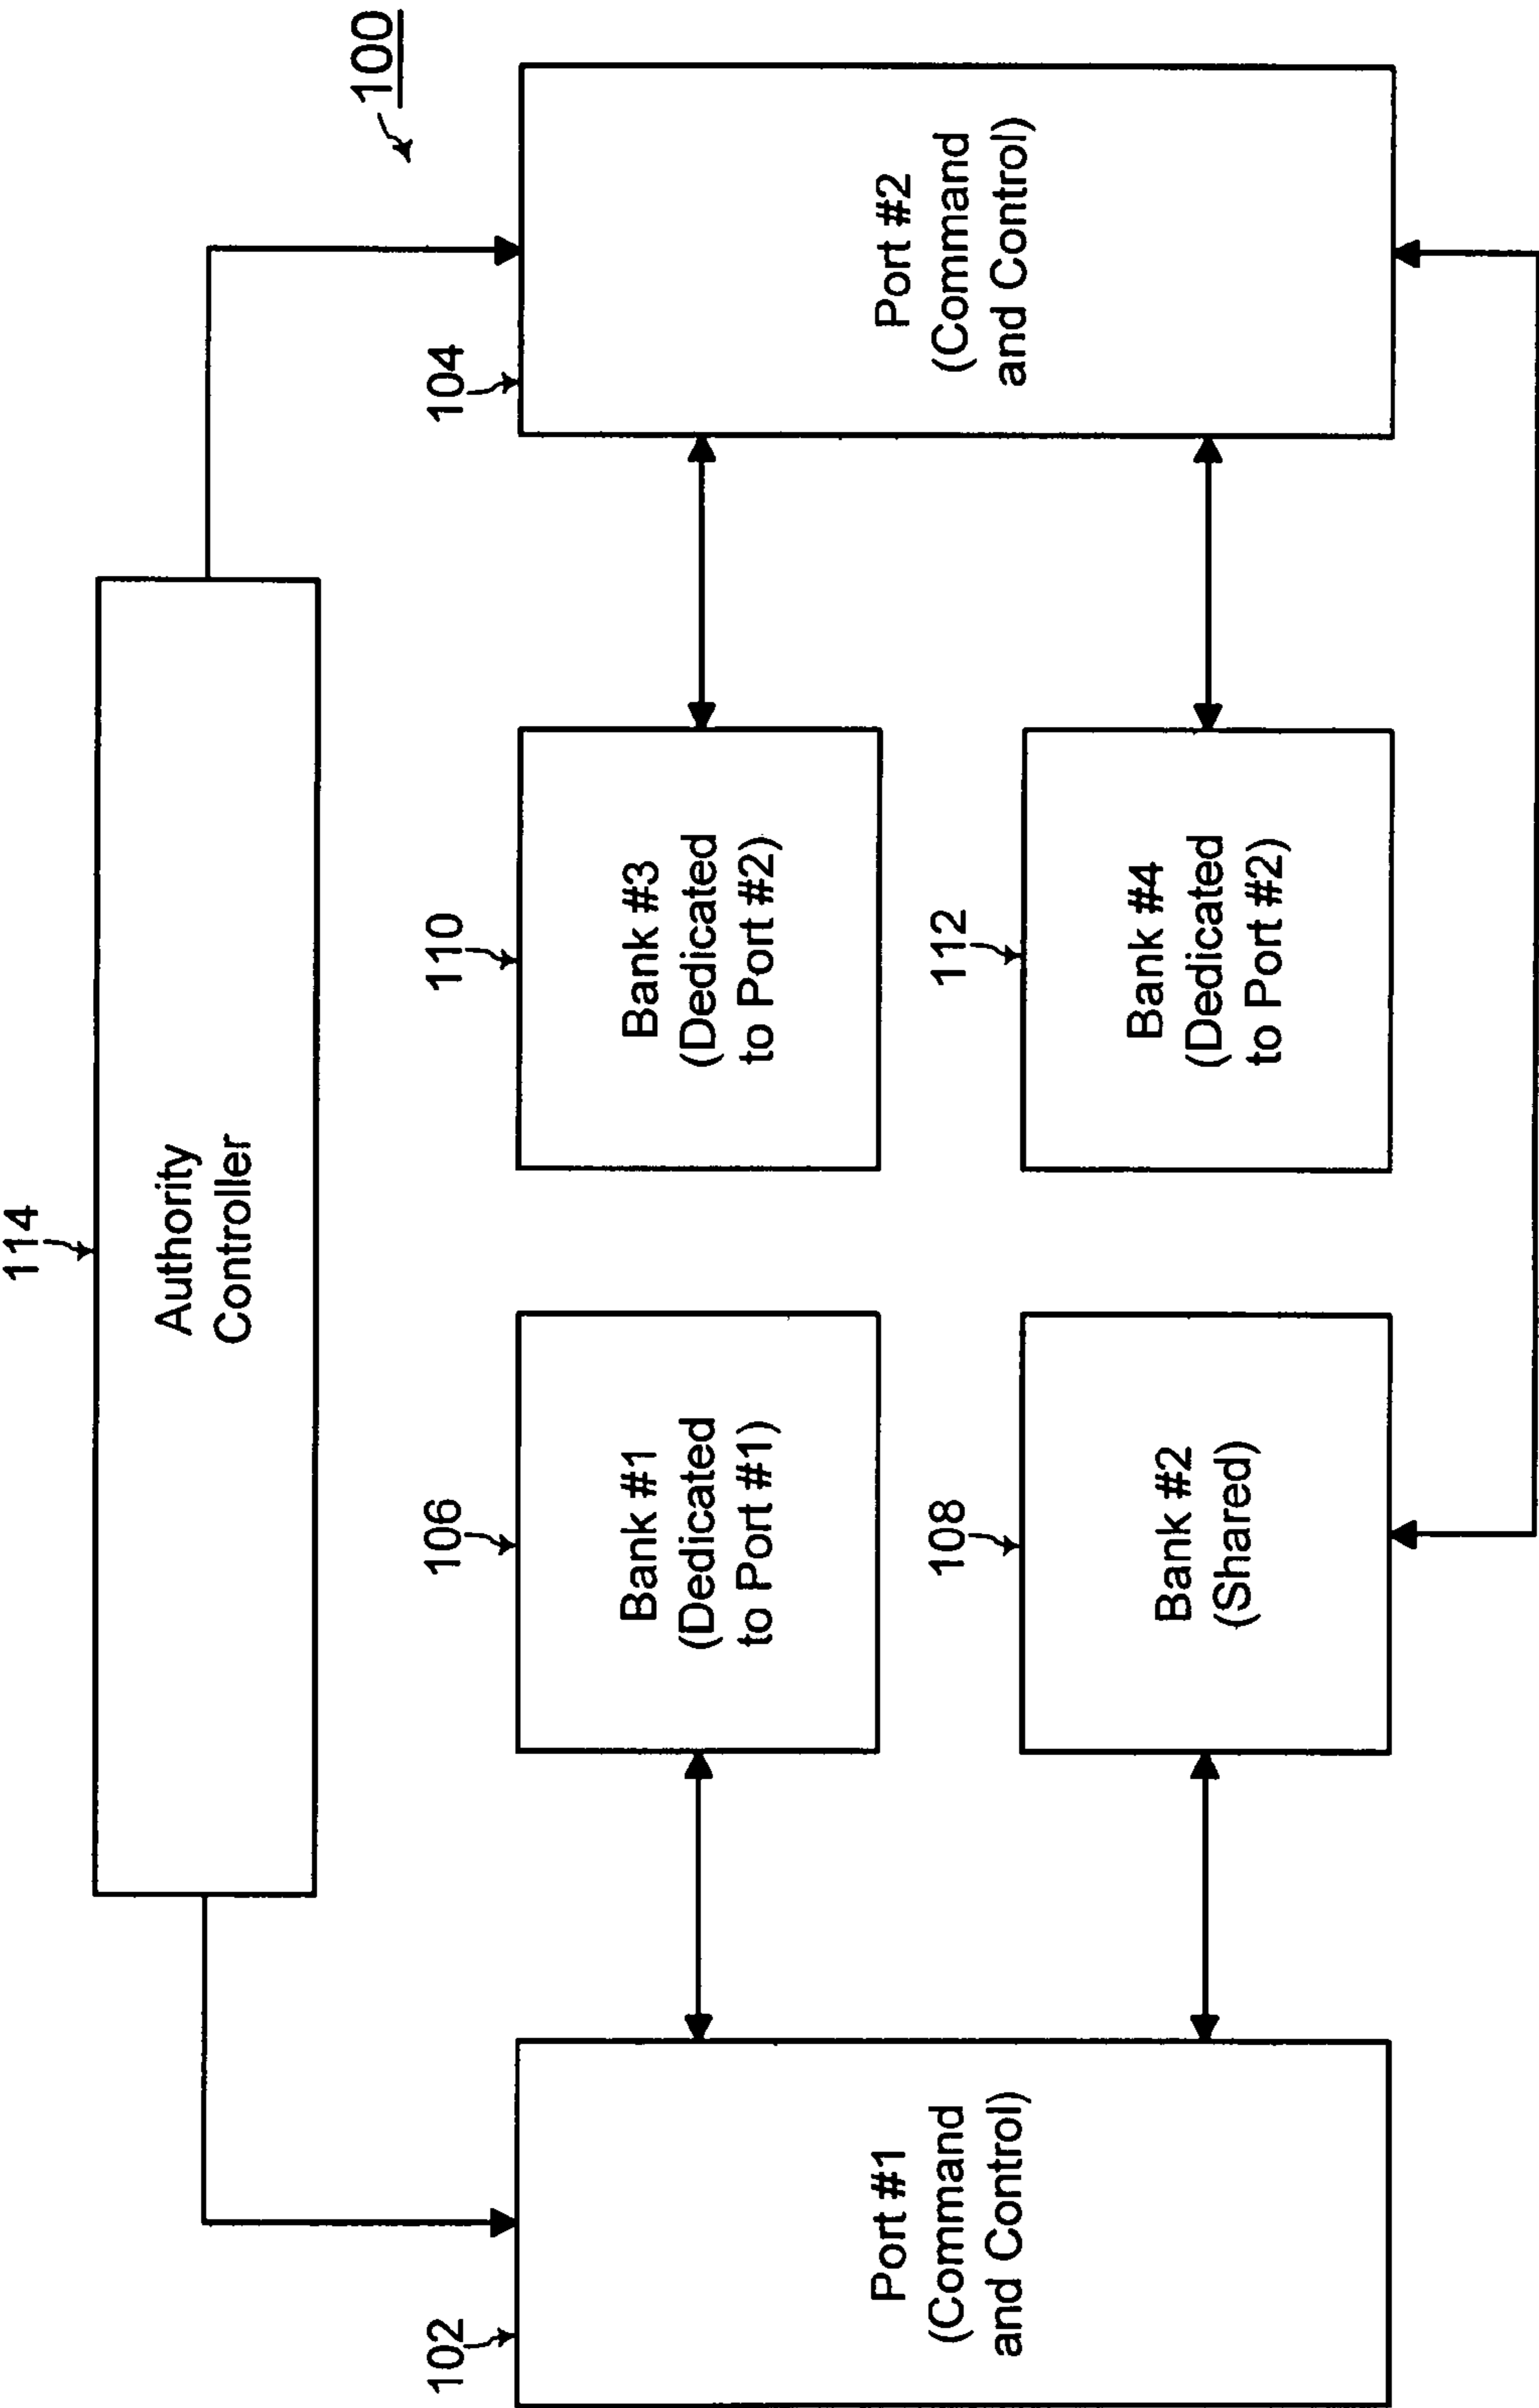 100
114
Authority
Controller
102
Port #1
(Command
and Control)
106
Bank #1
(Dedicated
to Port #1)
110
Bank #3
(Dedicated
to Port #2)
104
Port #2
(Command
and Control)
108
Bank #2
(Shared)
112
Bank #4
(Dedicated
to Port #2)